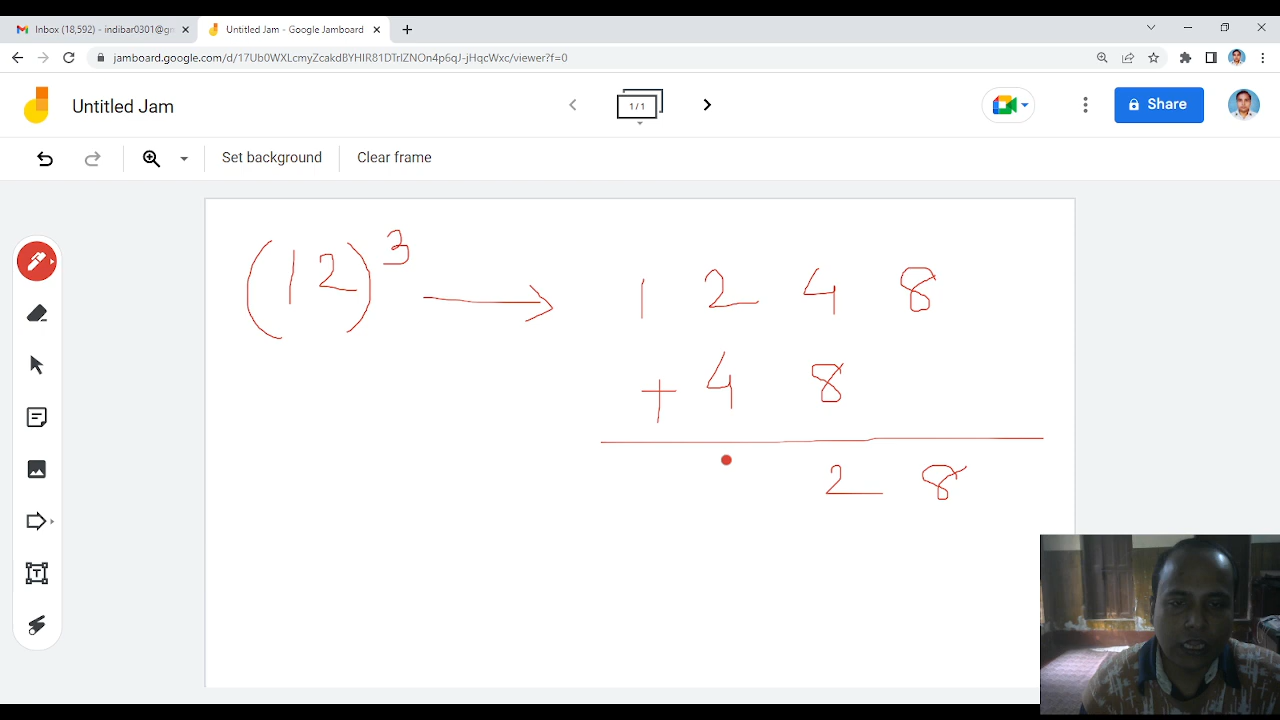 Inbox (18,592) - indibar0301@gm
Untitled Jam - Google Jamboard
jamboard.google.com/d/17Ub0WXLcmyZcakdBYHIR81DTrIZNOn4p6qJ-jHqcWxc/viewer?f=0
Untitled Jam
1/1
Share
Set background
Clear frame
(12)³ → 1 2 4 8
+ 4 8
2 8